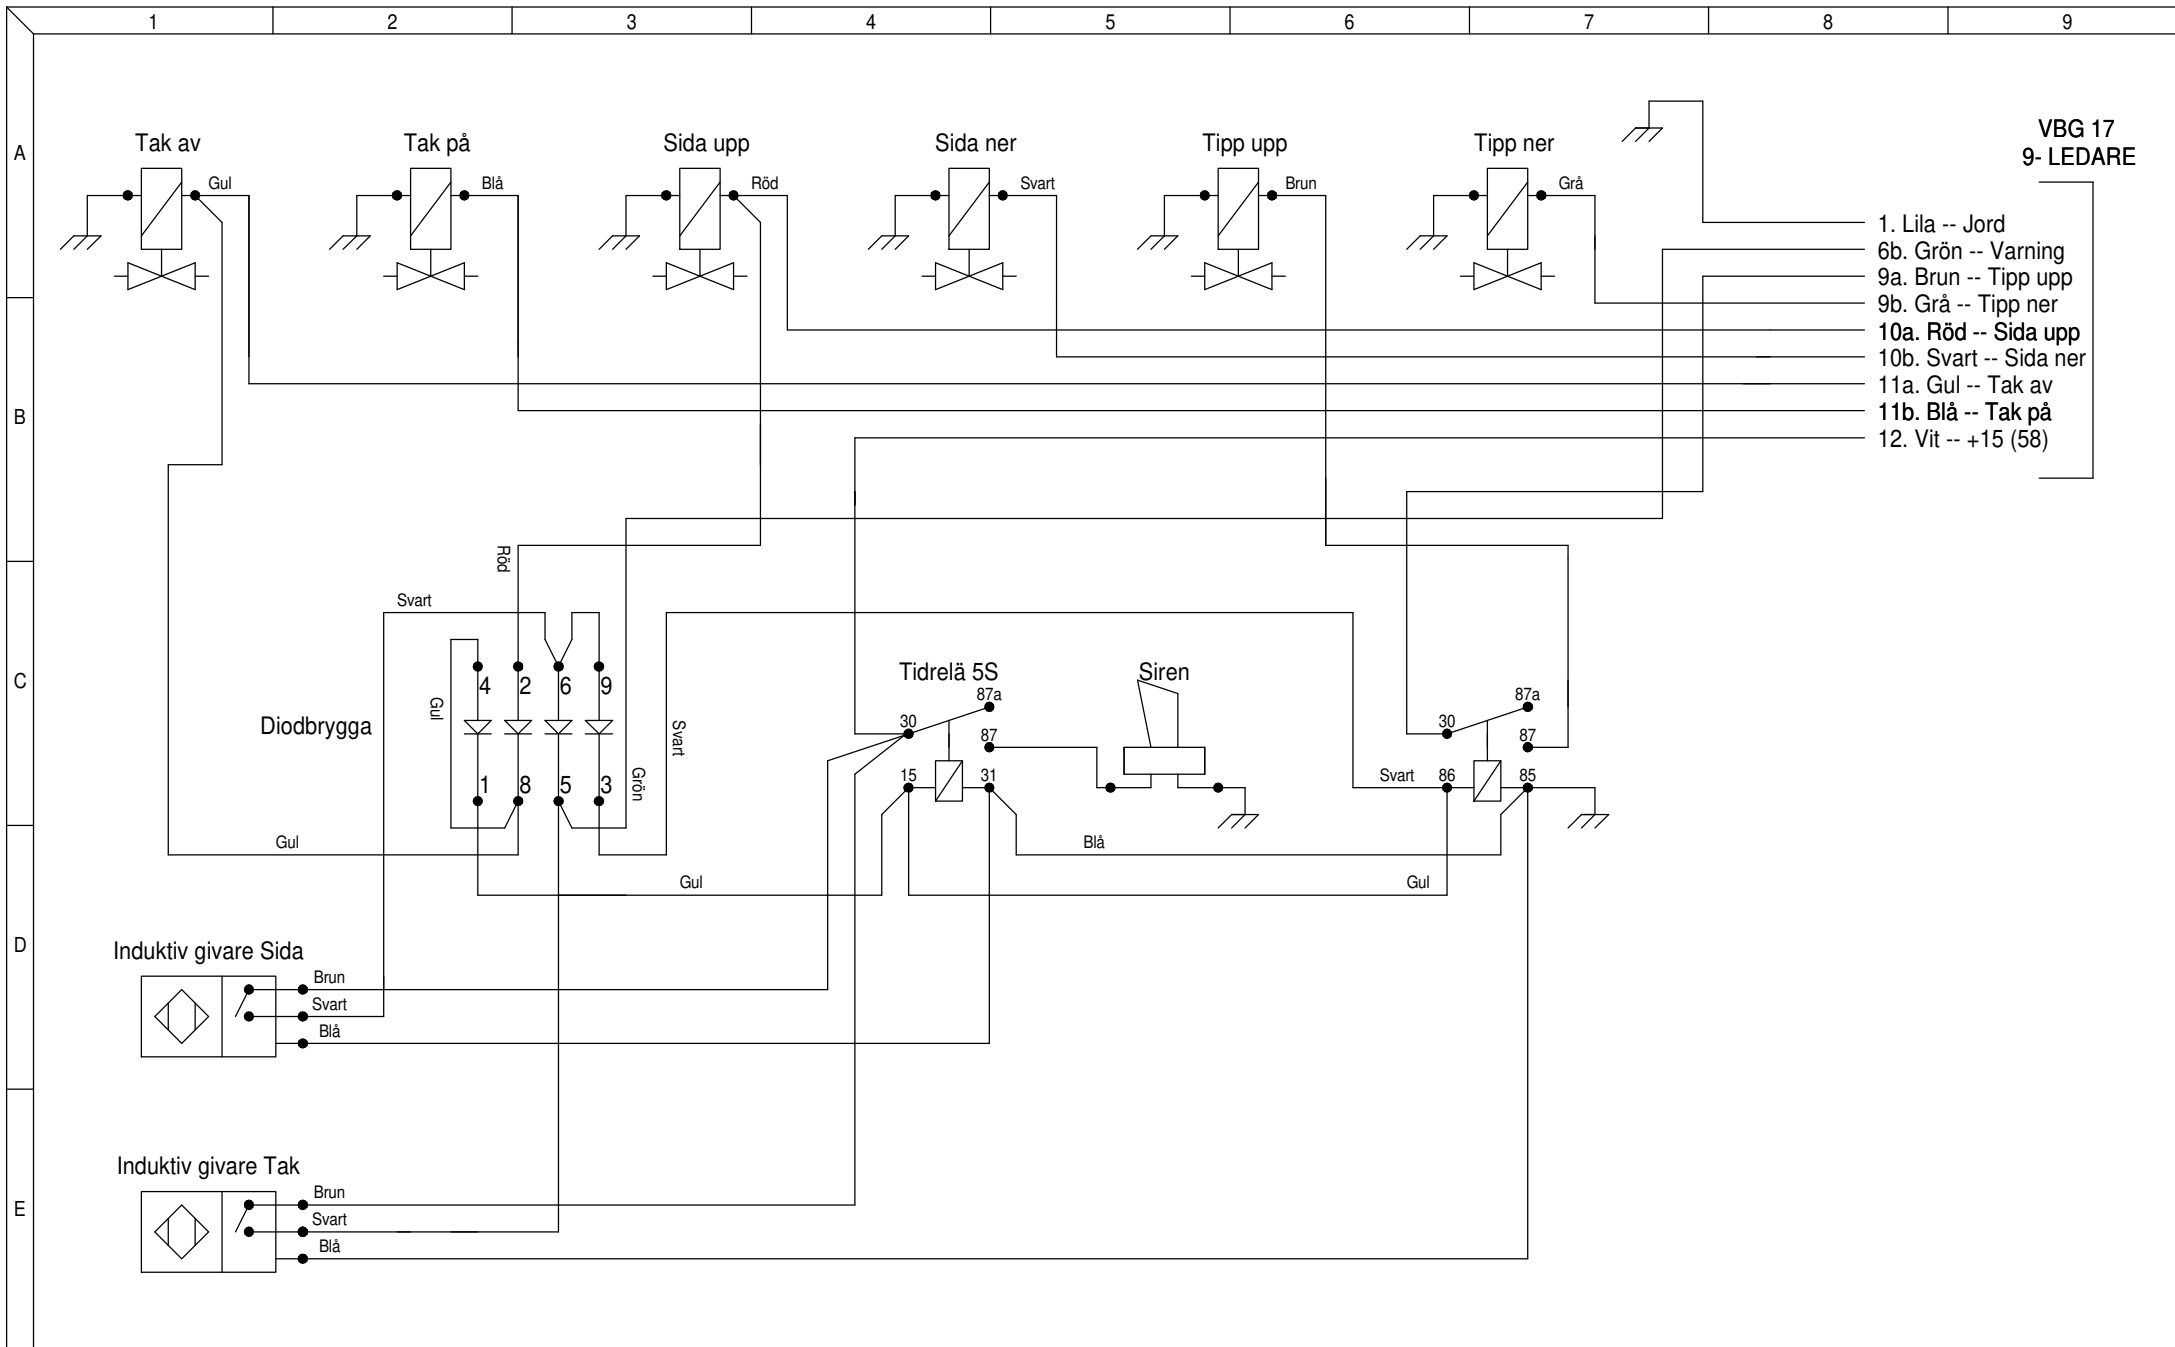 1 2 3 4 5 6 7 8 9
A
B
C
D
E
Tak av
Tak på
Sida upp
Sida ner
Tipp upp
Tipp ner
Gul
Blå
Röd
Svart
Brun
Grå
VBG 17
9- LEDARE
1. Lila -- Jord
6b. Grön -- Varning
9a. Brun -- Tipp upp
9b. Grå -- Tipp ner
10a. Röd -- Sida upp
10b. Svart -- Sida ner
11a. Gul -- Tak av
11b. Blå -- Tak på
12. Vit -- +15 (58)
Röd
Svart
Diodbrygga
Gul
4 2 6 9
1 8 5 3
Grön
Svart
Gul
Gul
Tidrelä 5S
87a
30
87
15
31
Siren
Blå
Gul
Svart
87a
30
87
86
85
Induktiv givare Sida
Brun
Svart
Blå
Induktiv givare Tak
Brun
Svart
Blå